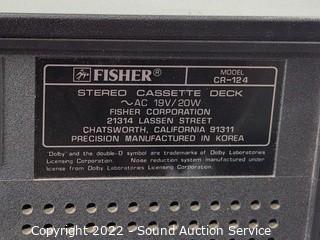 FISHER®
MODEL
CR-124
STEREO CASSETTE DECK
~AC 19V/20W
FISHER CORPORATION
21314 LASSEN STREET
CHATSWORTH, CALIFORNIA 91311
PRECISION MANUFACTURED IN KOREA
Dolby and the double-D symbol are trademarks of Dolby Laboratories
Licensing Corporation. Noise reduction system manufactured under
license from Dolby Laboratories Licensing Corporation.
Copyright 2022 - Sound Auction Service